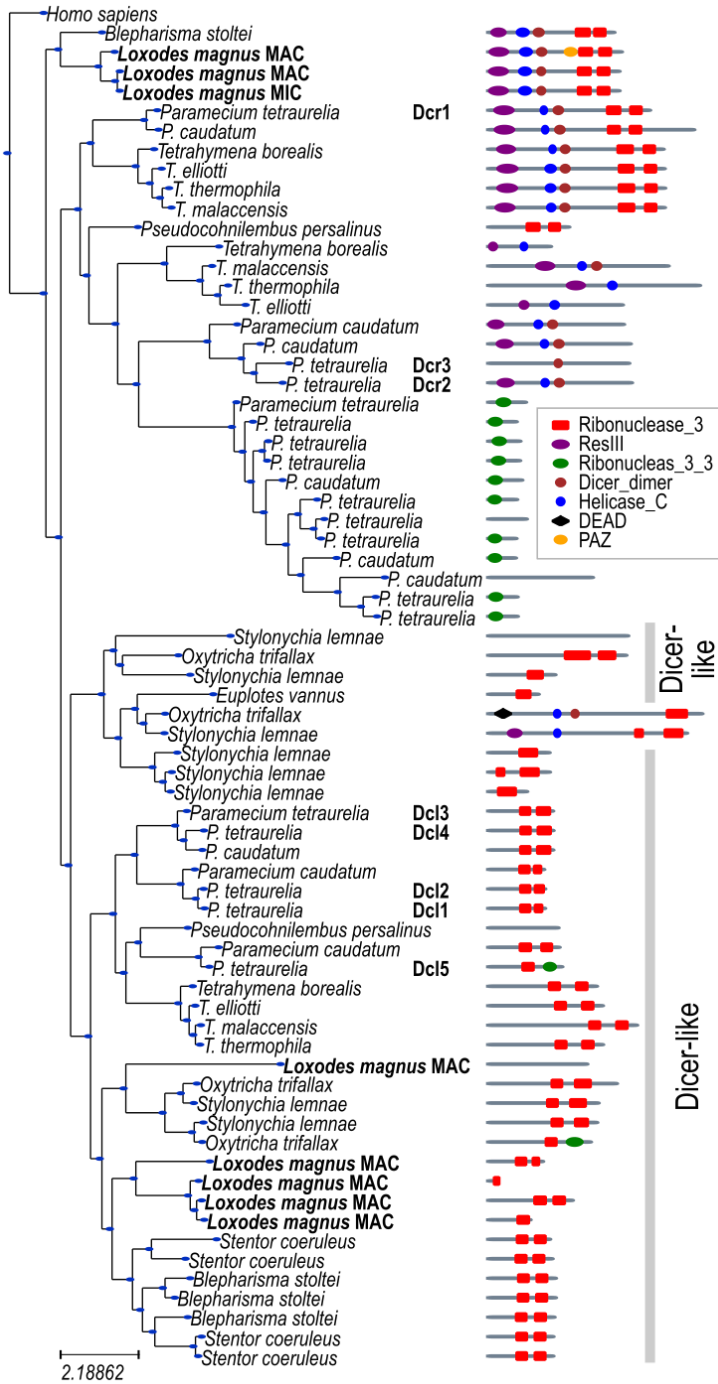 Homo sapiens
Blepharisma stoltei
Loxodes magnus MAC
Loxodes magnus MAC
Loxodes magnus MIC
Paramecium tetraurelia Dcr1
P. caudatum
Tetrahymena borealis
T. elliotti
T. thermophila
T. malaccensis
Pseudocohnilembus persalinus
Tetrahymena borealis
T. malaccensis
T. thermophila
T. elliotti
Paramecium caudatum
P. caudatum
P. tetraurelia Dcr3
P. tetraurelia Dcr2
Paramecium tetraurelia
P. tetraurelia
P. tetraurelia
P. tetraurelia
P. caudatum
P. tetraurelia
P. tetraurelia
P. tetraurelia
P. caudatum
P. caudatum
P. tetraurelia
P. tetraurelia
Ribonuclease_3
ResIII
Ribonucleas_3_3
Dicer_dimer
Helicase_C
DEAD
PAZ
Stylonychia lemnae
Oxytricha trifallax
Stylonychia lemnae
Euplotes vannus
Oxytricha trifallax
Stylonychia lemnae
Dicer-
like
Stylonychia lemnae
Stylonychia lemnae
Stylonychia lemnae
Paramecium tetraurelia Dcl3
P. tetraurelia Dcl4
P. caudatum
Paramecium caudatum
P. tetraurelia Dcl2
P. tetraurelia Dcl1
Pseudocohnilembus persalinus
Paramecium caudatum
P. tetraurelia Dcl5
Tetrahymena borealis
T. elliotti
T. malaccensis
T. thermophila
Loxodes magnus MAC
Oxytricha trifallax
Stylonychia lemnae
Stylonychia lemnae
Oxytricha trifallax
Loxodes magnus MAC
Loxodes magnus MAC
Loxodes magnus MAC
Loxodes magnus MAC
Stentor coeruleus
Stentor coeruleus
Blepharisma stoltei
Blepharisma stoltei
Blepharisma stoltei
Stentor coeruleus
Stentor coeruleus
Dicer-like
2.18862